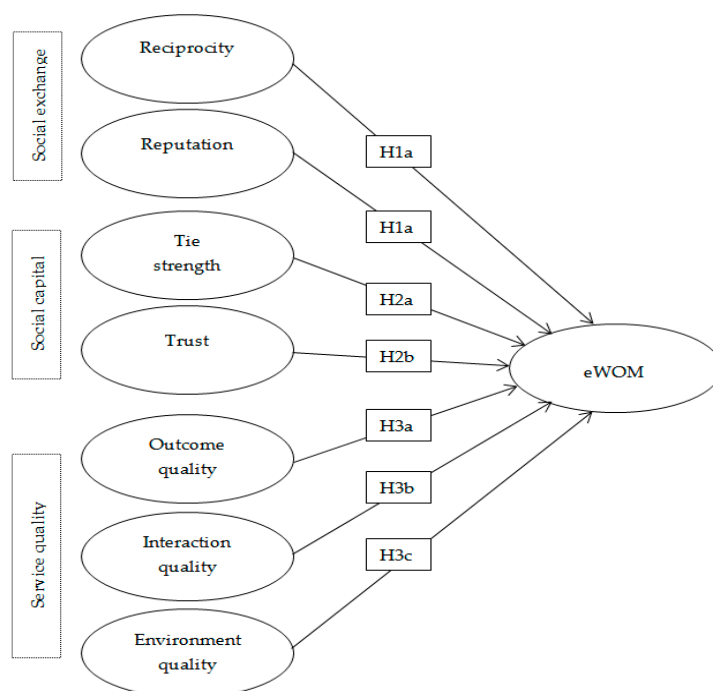 Social exchange
Reciprocity
H1a
Reputation
H1a
Social capital
Tie
strength
H2a
Trust
H2b
eWOM
Service quality
Outcome
quality
H3a
Interaction
quality
H3b
Environment
quality
H3c